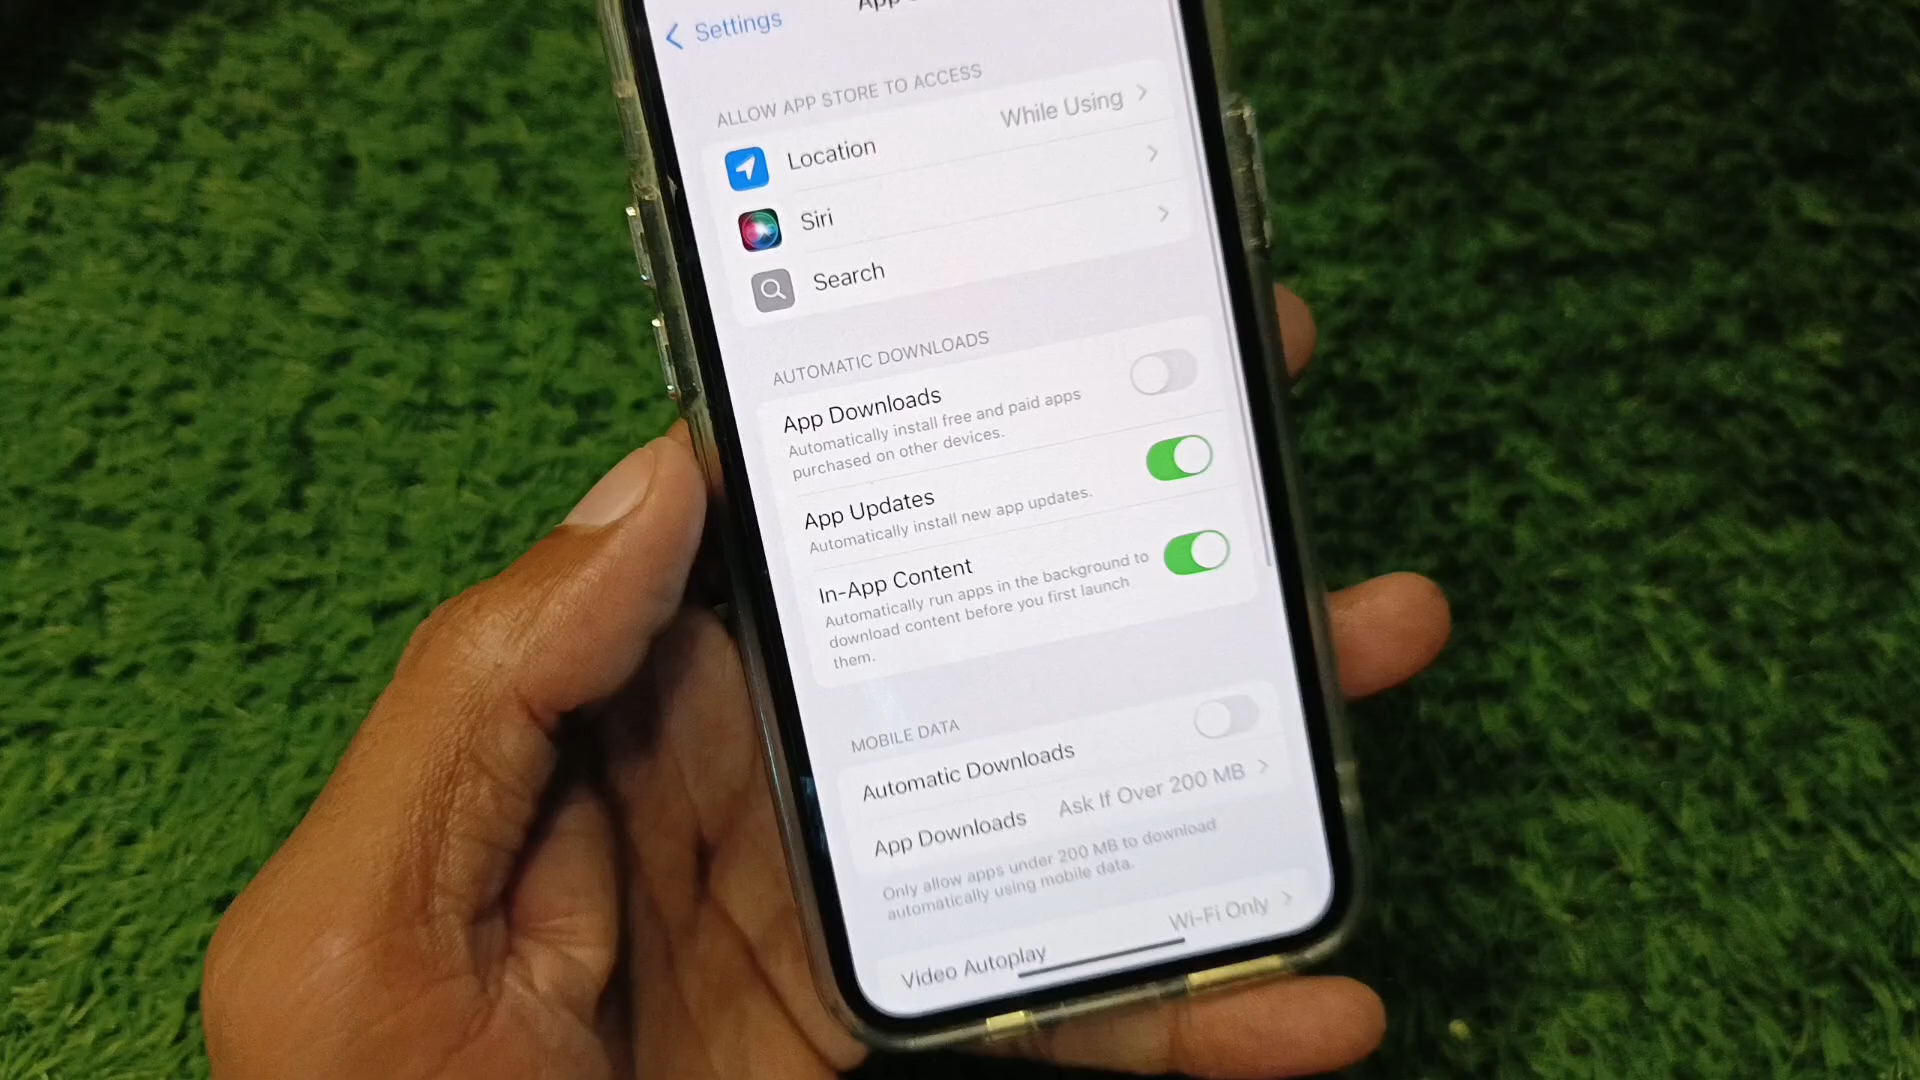 Settings
App
ALLOW APP STORE TO ACCESS
Location While Using
Siri
Search
AUTOMATIC DOWNLOADS
App Downloads
Automatically install free and paid apps
purchased on other devices.
App Updates
Automatically install new app updates.
In-App Content
Automatically run apps in the background to
download content before you first launch
them.
MOBILE DATA
Automatic Downloads
App Downloads Ask If Over 200 MB
Only allow apps under 200 MB to download
automatically using mobile data.
Video Autoplay Wi-Fi Only